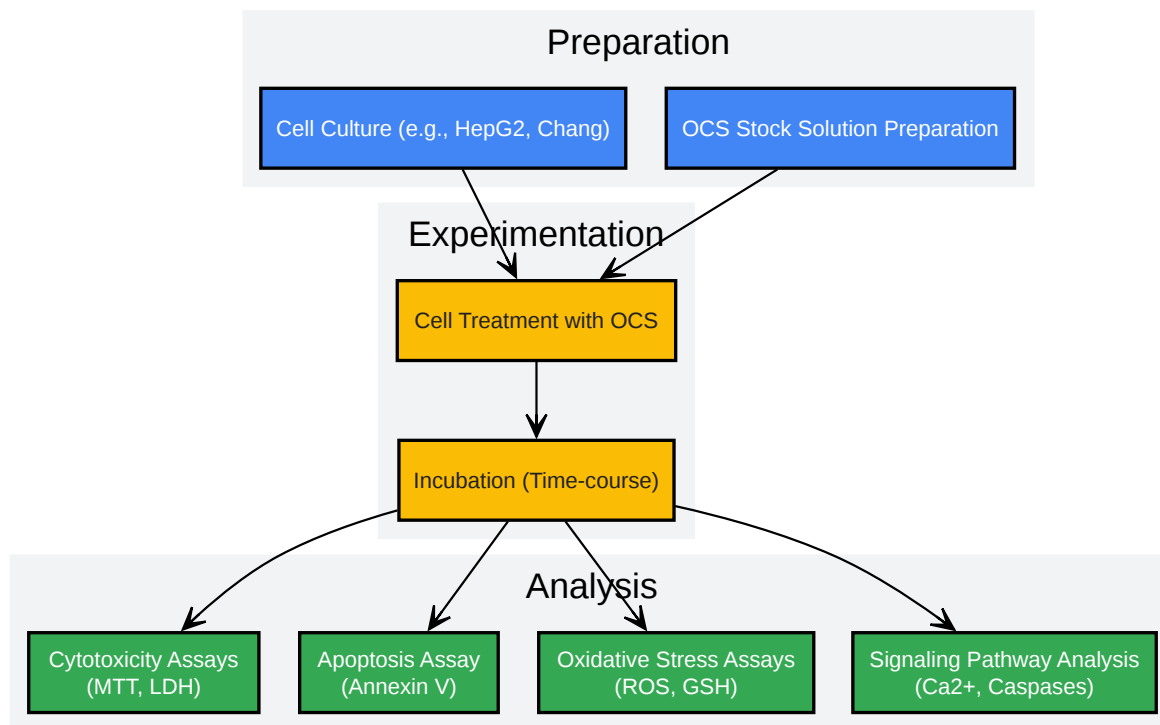 Preparation
Cell Culture (e.g., HepG2, Chang)
OCS Stock Solution Preparation
Experimentation
Cell Treatment with OCS
Incubation (Time-course)
Analysis
Cytotoxicity Assays
(MTT, LDH)
Apoptosis Assay
(Annexin V)
Oxidative Stress Assays
(ROS, GSH)
Signaling Pathway Analysis
(Ca2+, Caspases)